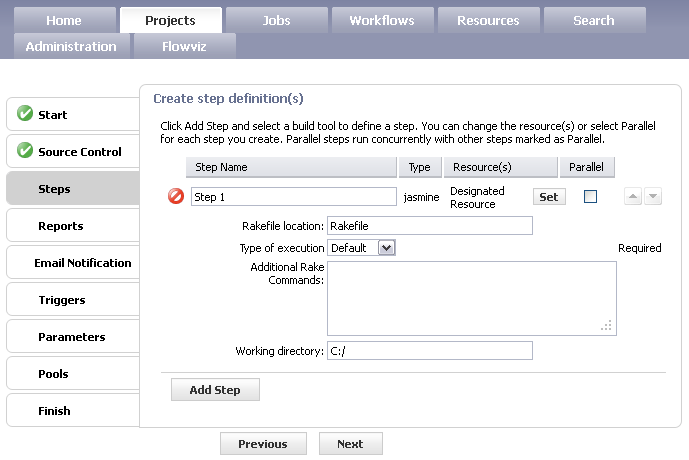 Home Projects Jobs Workflows Resources Search
Administration Flowviz
Start
Source Control
Steps
Reports
Email Notification
Triggers
Parameters
Pools
Finish
Create step definition(s)
Click Add Step and select a build tool to define a step. You can change the resource(s) or select Parallel
for each step you create. Parallel steps run concurrently with other steps marked as Parallel.
Step Name Type Resource(s) Parallel
Step 1 jasmine Designated Resource Set
Rakefile location: Rakefile
Type of execution Default Required
Additional Rake
Commands:
Working directory: C:/
Add Step
Previous Next